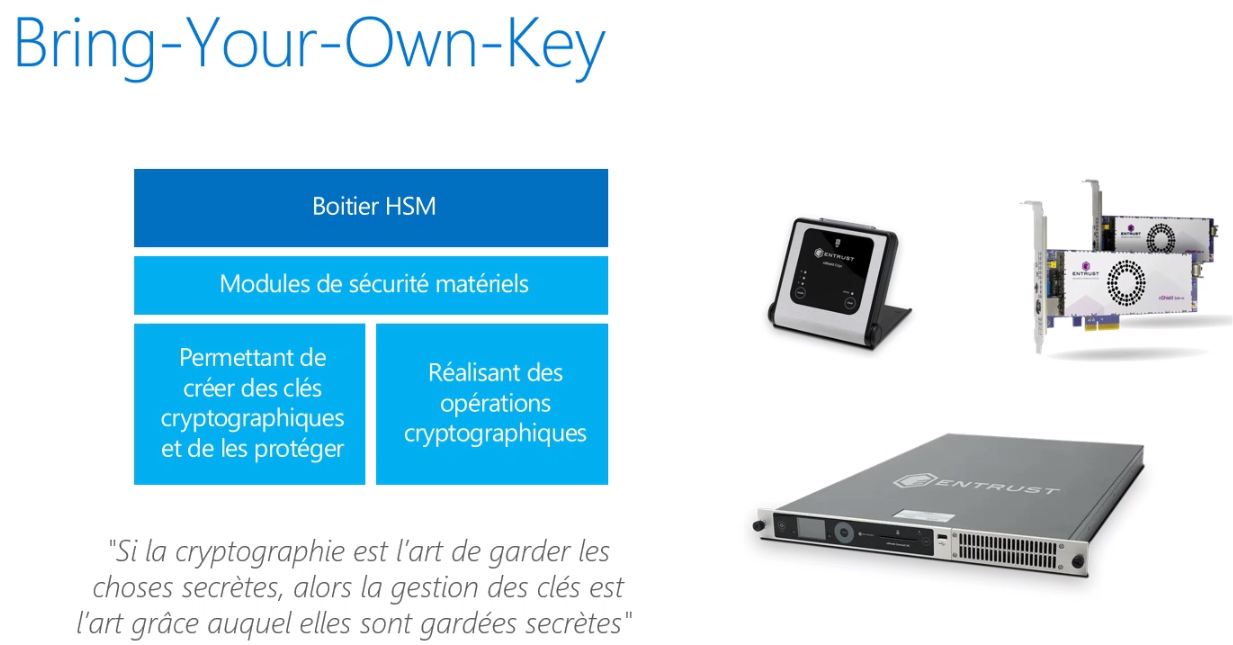 Bring-Your-Own-Key
Boitier HSM
Modules de sécurité matériels
Permettant de
créer des clés
cryptographiques
et de les protéger
Réalisant des
opérations
cryptographiques
"Si la cryptographie est l'art de garder les
choses secrètes, alors la gestion des clés est
l'art grâce auquel elles sont gardées secrètes"
ENTRUST
ENTRUST
ENTRUST
ENTRUST